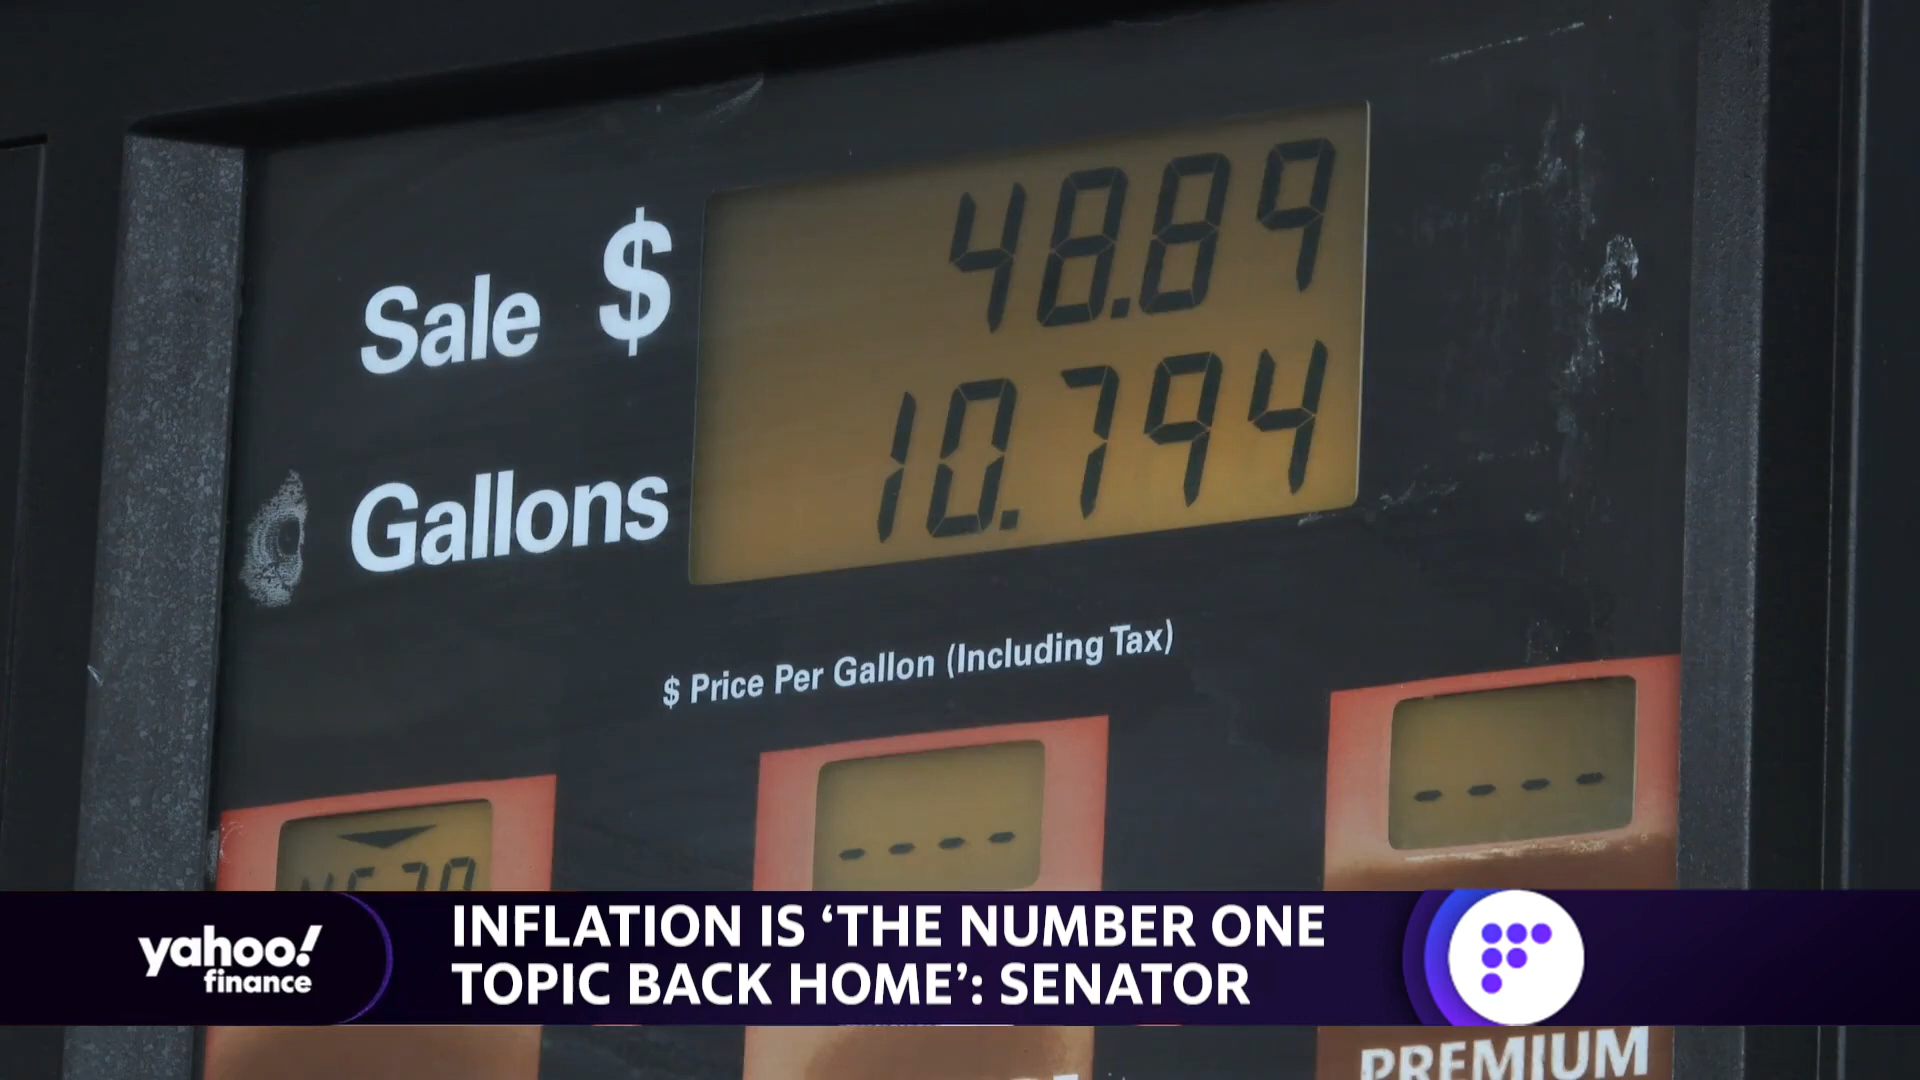 Sale $ 48.89
Gallons 10.794
$ Price Per Gallon (Including Tax)
- - - -
- - - -
yahoo!
finance
INFLATION IS ‘THE NUMBER ONE
TOPIC BACK HOME’: SENATOR
PREMIUM